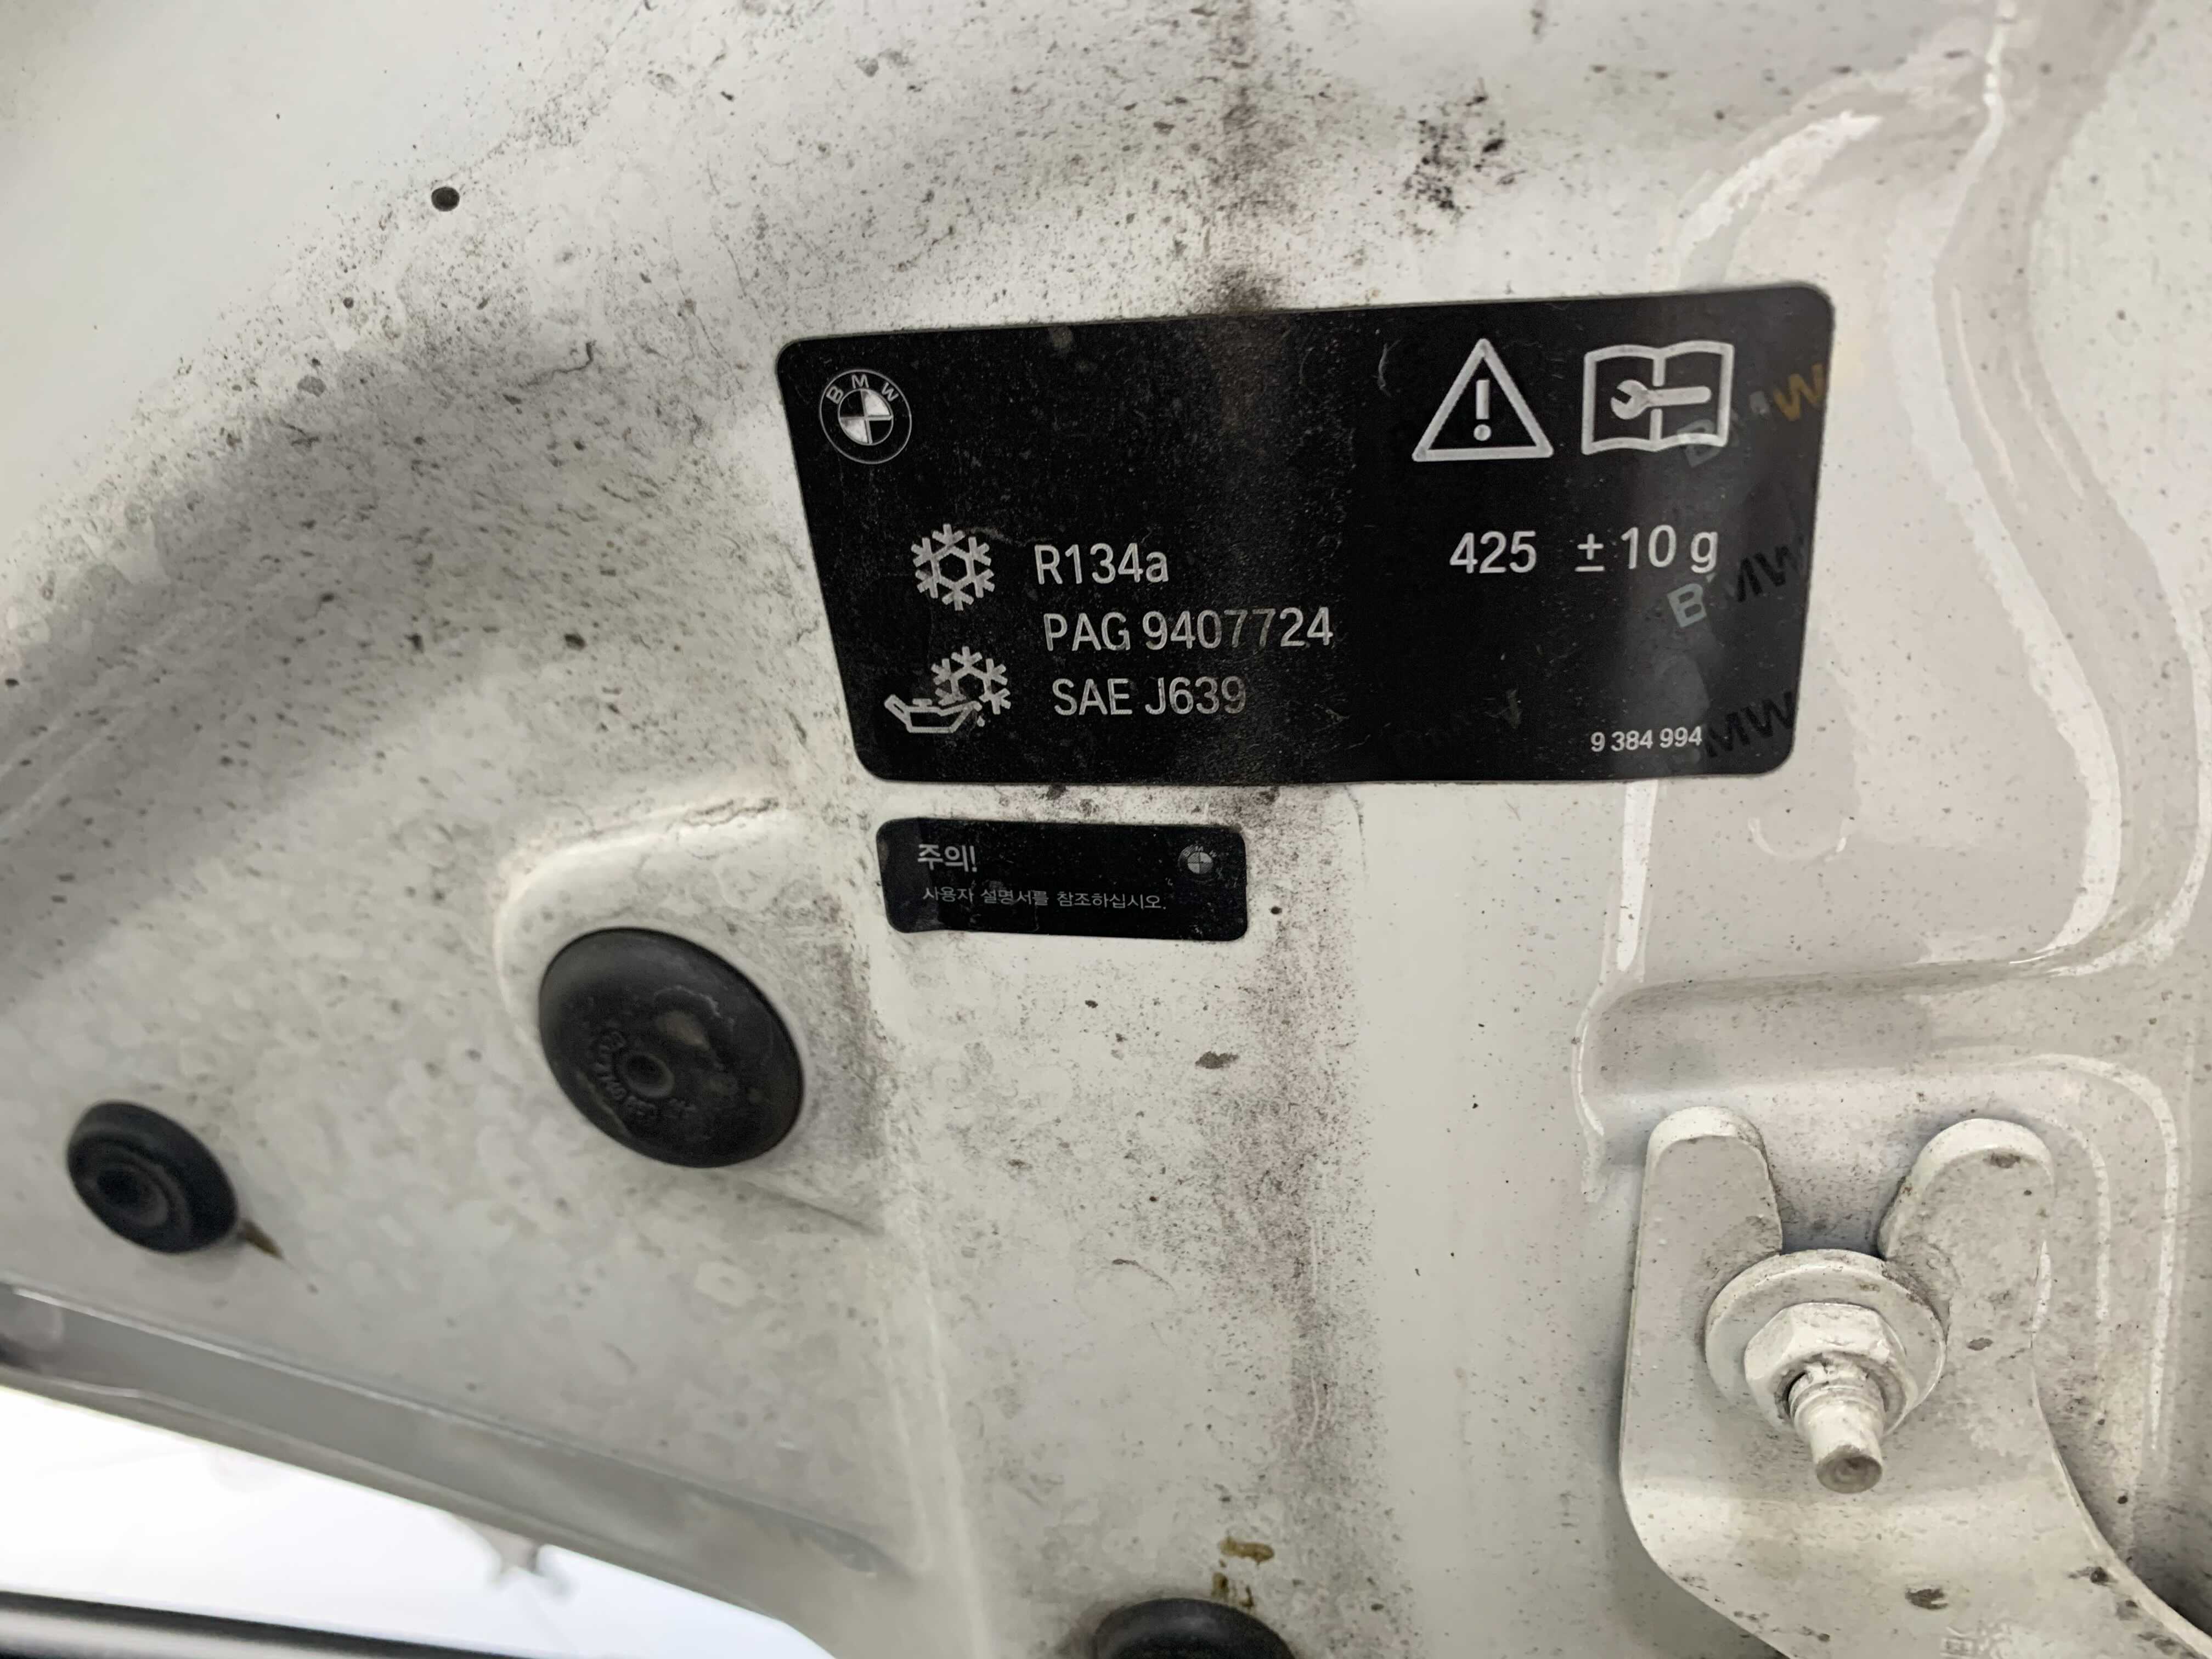 BMW
R134a 425 ±10 g
PAG 9407724
SAE J639
9 384 994
주의!
사용자 설명서를 참조하십시오.